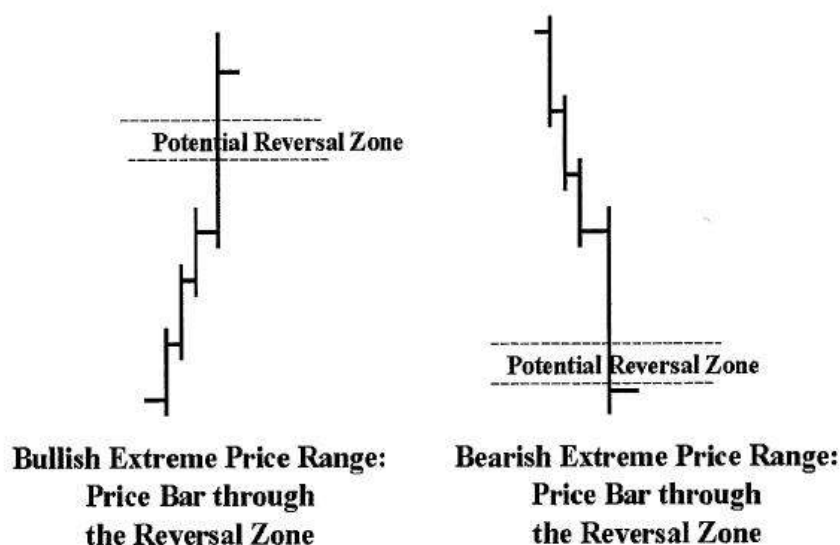 Potential Reversal Zone
Bullish Extreme Price Range:
Price Bar through
the Reversal Zone
Potential Reversal Zone
Bearish Extreme Price Range:
Price Bar through
the Reversal Zone